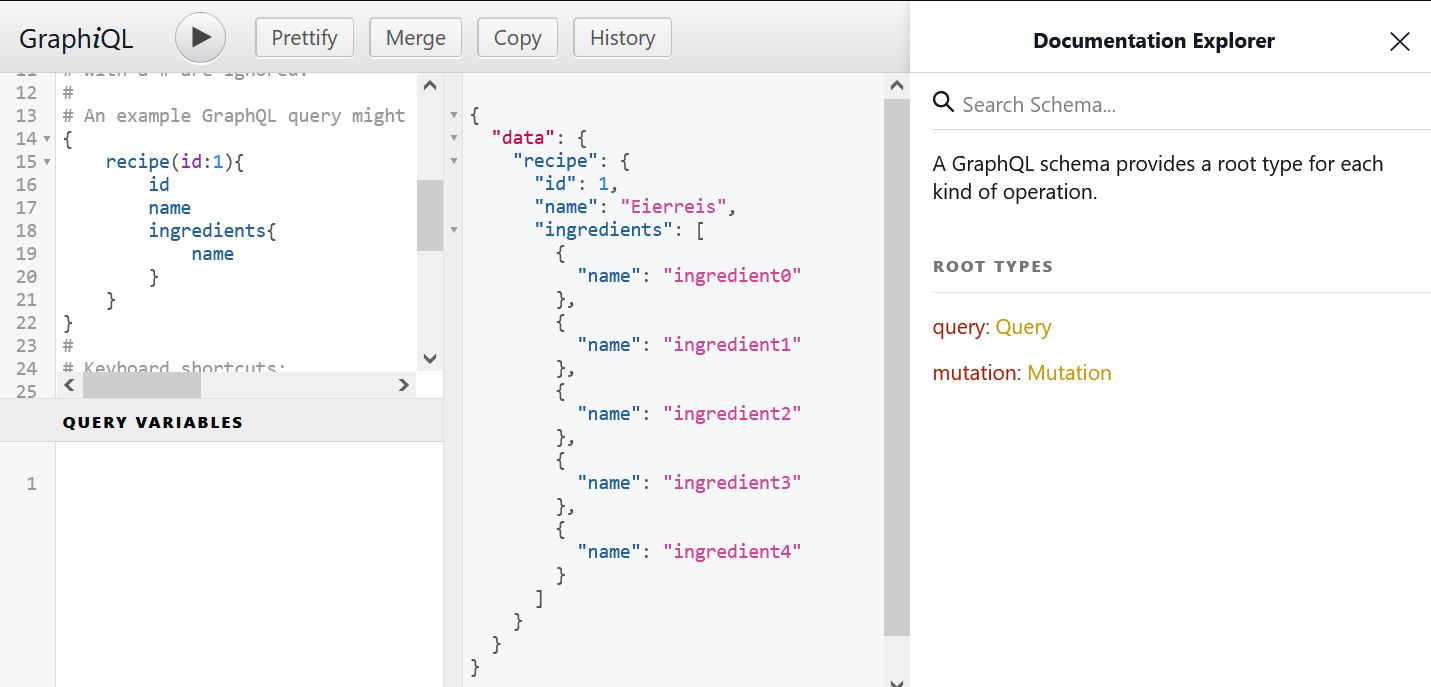 GraphiQL
Prettify
Merge
Copy
History
11 # with a # are ignored.
12 #
13 # An example GraphQL query might
14 {
15 recipe(id:1){
16 id
17 name
18 ingredients{
19 name
20 }
21 }
22 }
23 #
24 # Keyboard shortcuts:
25
QUERY VARIABLES
1
{
"data": {
"recipe": {
"id": 1,
"name": "Eierreis",
"ingredients": [
{
"name": "ingredient0"
},
{
"name": "ingredient1"
},
{
"name": "ingredient2"
},
{
"name": "ingredient3"
},
{
"name": "ingredient4"
}
]
}
}
}
Documentation Explorer
Search Schema...
A GraphQL schema provides a root type for each
kind of operation.
ROOT TYPES
query: Query
mutation: Mutation